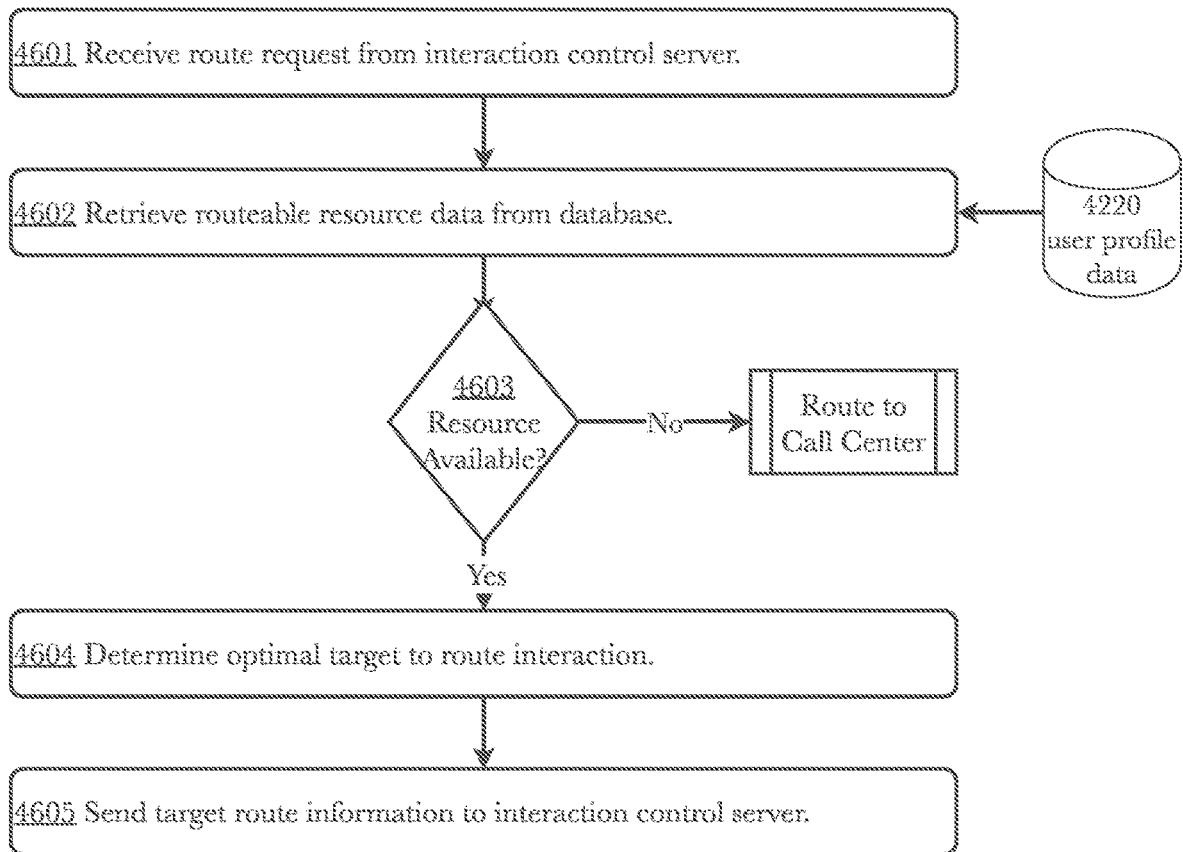 4601 Receive route request from interaction control server.
4602 Retrieve routeable resource data from database.
4220
user profile
data
4603
Resource
Available?
No
Route to
Call Center
Yes
4604 Determine optimal target to route interaction.
4605 Send target route information to interaction control server.